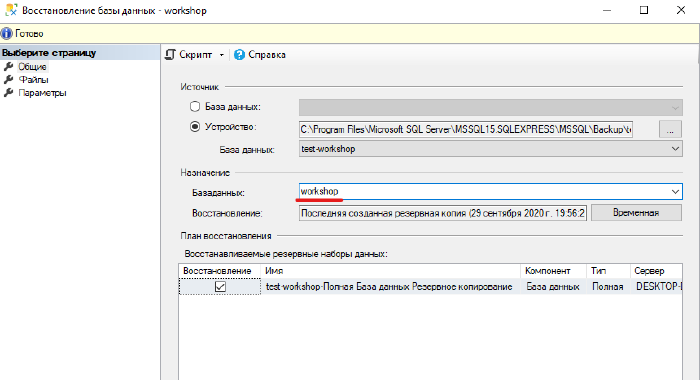 Восстановление базы данных - workshop
Готово
Выберите страницу
Общие
Файлы
Параметры
Скрипт Справка
Источник
База данных:
Устройство: C:\Program Files\Microsoft SQL Server\MSSQL15.SQLEXPRESS\MSSQL\Backup\te ...
База данных: test-workshop
Назначение
Базаданных: workshop
Восстановление: Последняя созданная резервная копия (29 сентября 2020 г. 19:56:2 Временная
План восстановления
Восстанавливаемые резервные наборы данных:
Восстановление Имя Компонент Тип Сервер
test-workshop-Полная База данных Резервное копирование База данных Полная DESKTOP-